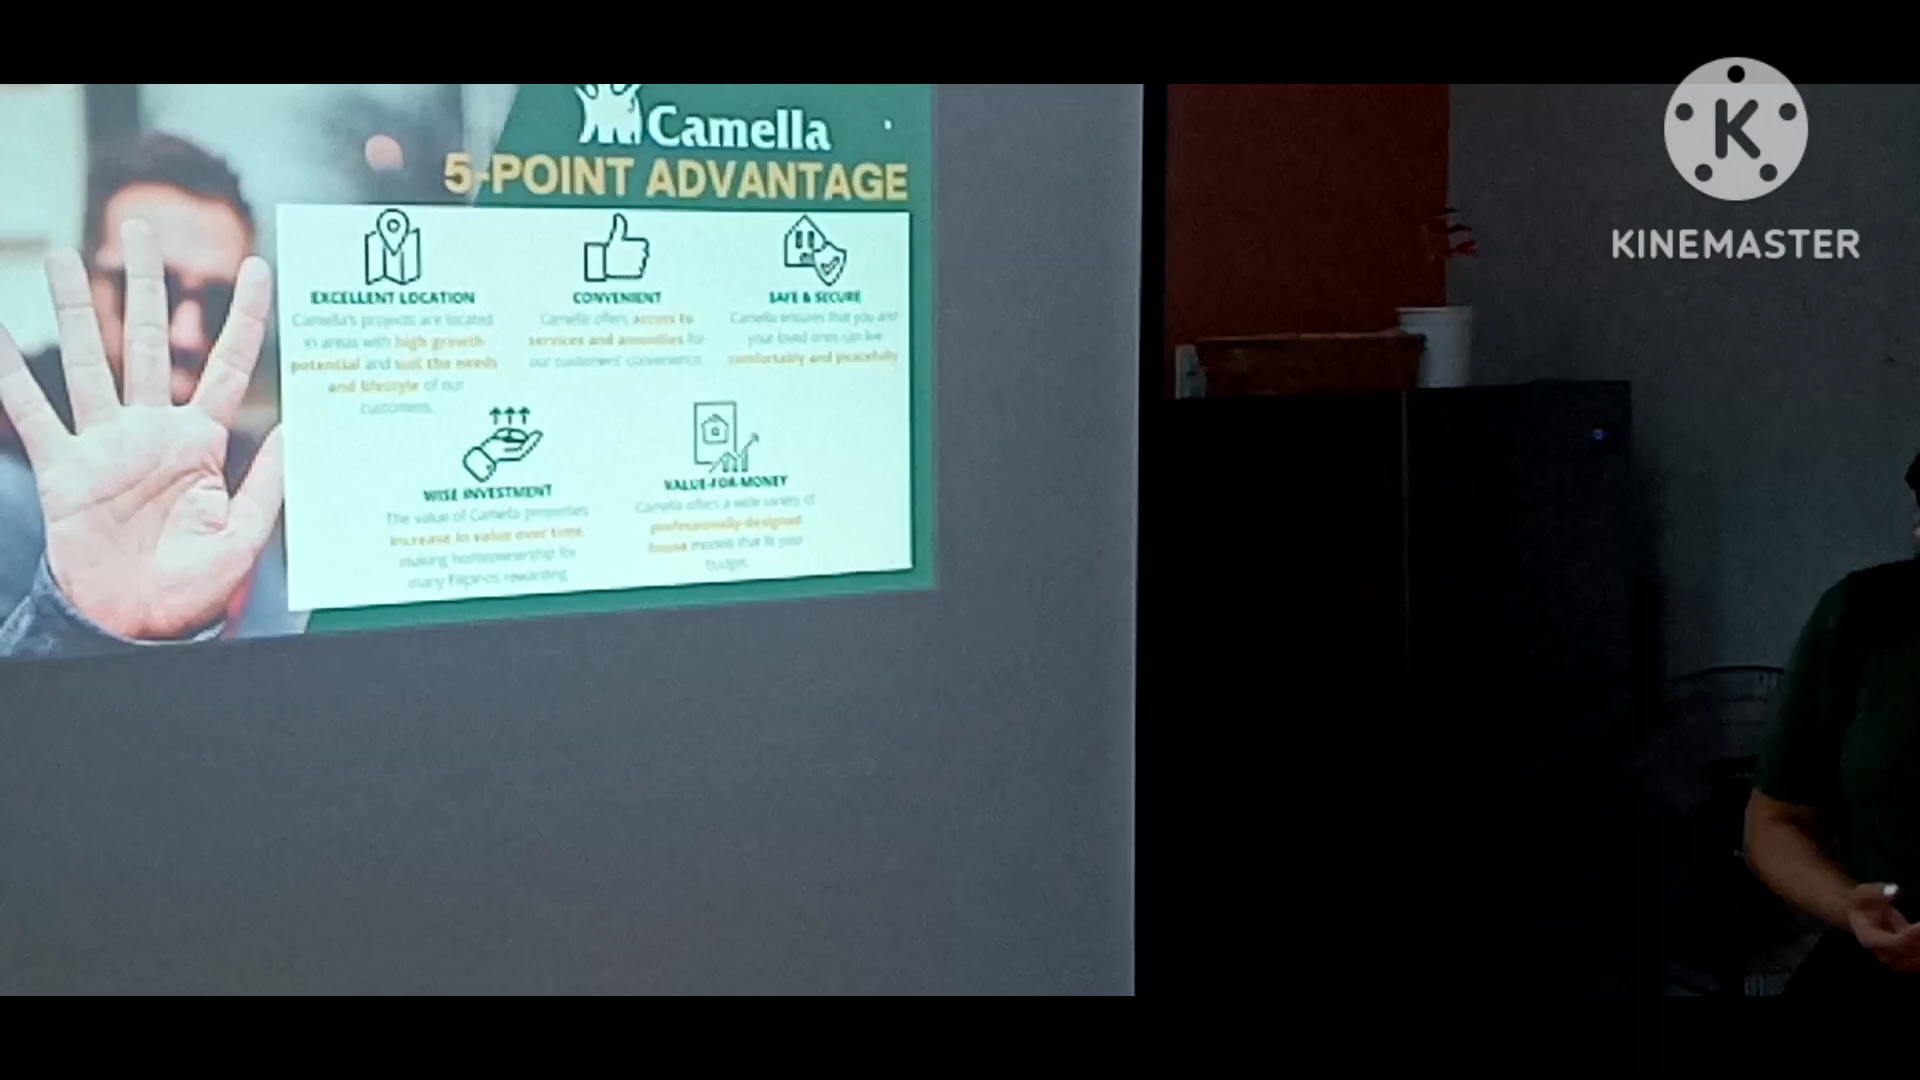 Camella
5-POINT ADVANTAGE
K
KINEMASTER
EXCELLENT LOCATION
Camella's projects are located
in areas with high growth
potential and suit the needs
and lifestyle of our
customers.
CONVENIENT
Camella offers access to
services and amenities for
our customers' convenience.
SAFE & SECURE
Camella ensures that you and
your loved ones can live
comfortably and peacefully
WISE INVESTMENT
The value of Camella properties
increase in value over time,
making homeownership for
many Filipinos rewarding.
VALUE-FOR-MONEY
Camella offers a wide variety of
professionally-designed
house models that fit your
budget.